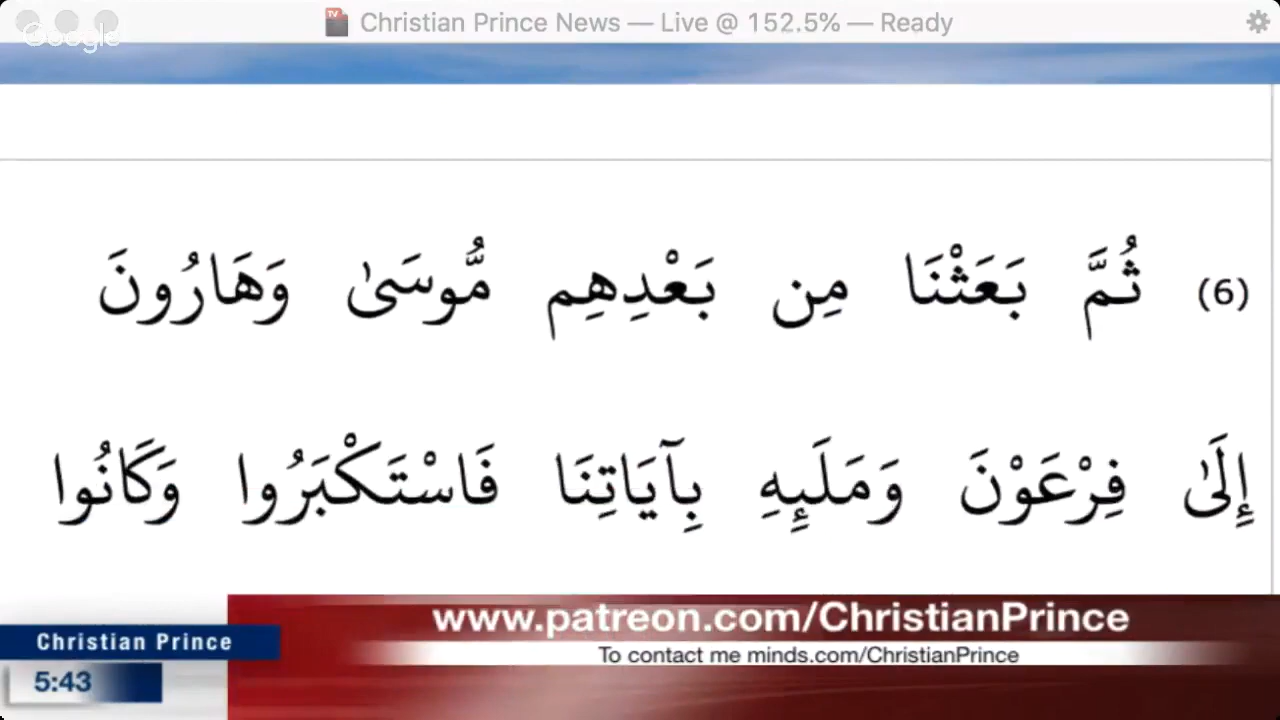 Christian Prince News — Live @ 152.5% — Ready
Google
(6) ثُمَّ بَعَثْنَا مِن بَعْدِهِم مُّوسَىٰ وَهَارُونَ
إِلَىٰ فِرْعَوْنَ وَمَلَئِهِ بِآيَاتِنَا فَاسْتَكْبَرُوا وَكَانُوا
www.patreon.com/ChristianPrince
Christian Prince
To contact me minds.com/ChristianPrince
5:43